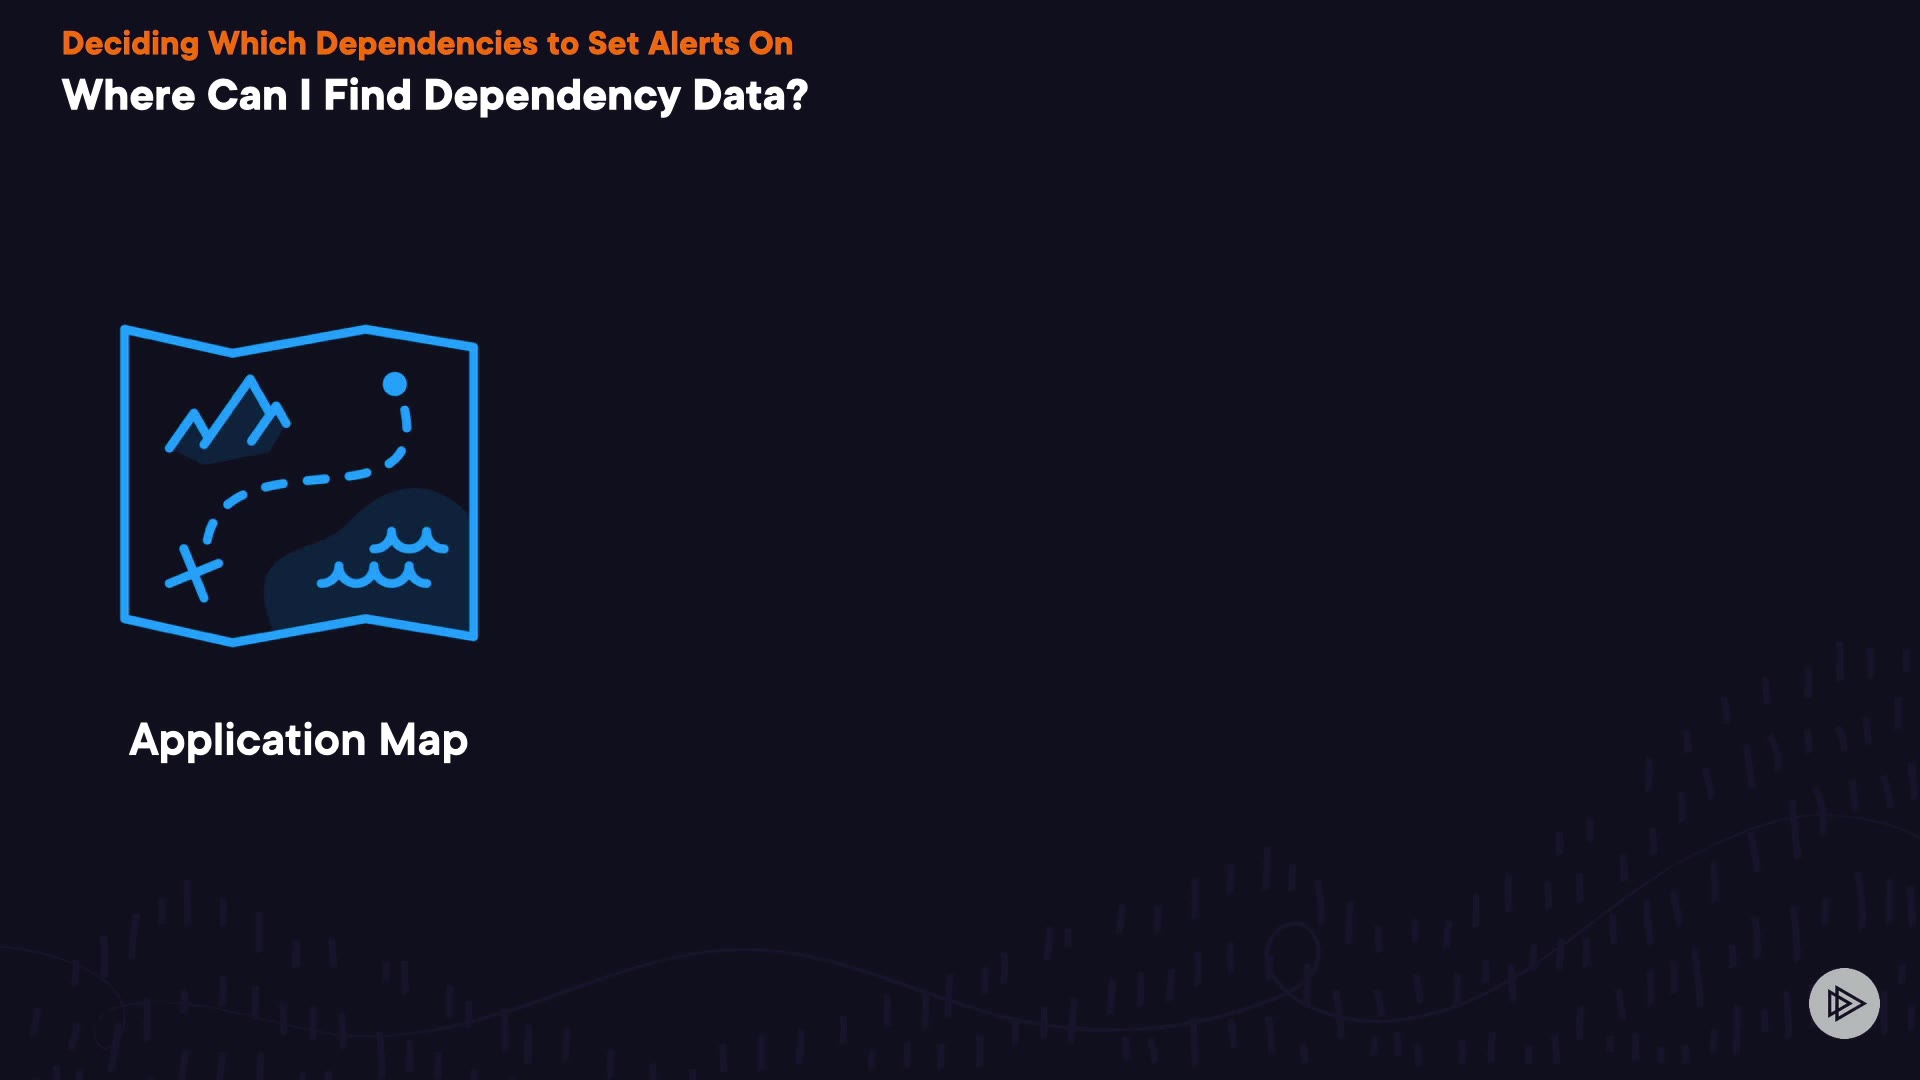 Deciding Which Dependencies to Set Alerts On
Where Can I Find Dependency Data?
Application Map